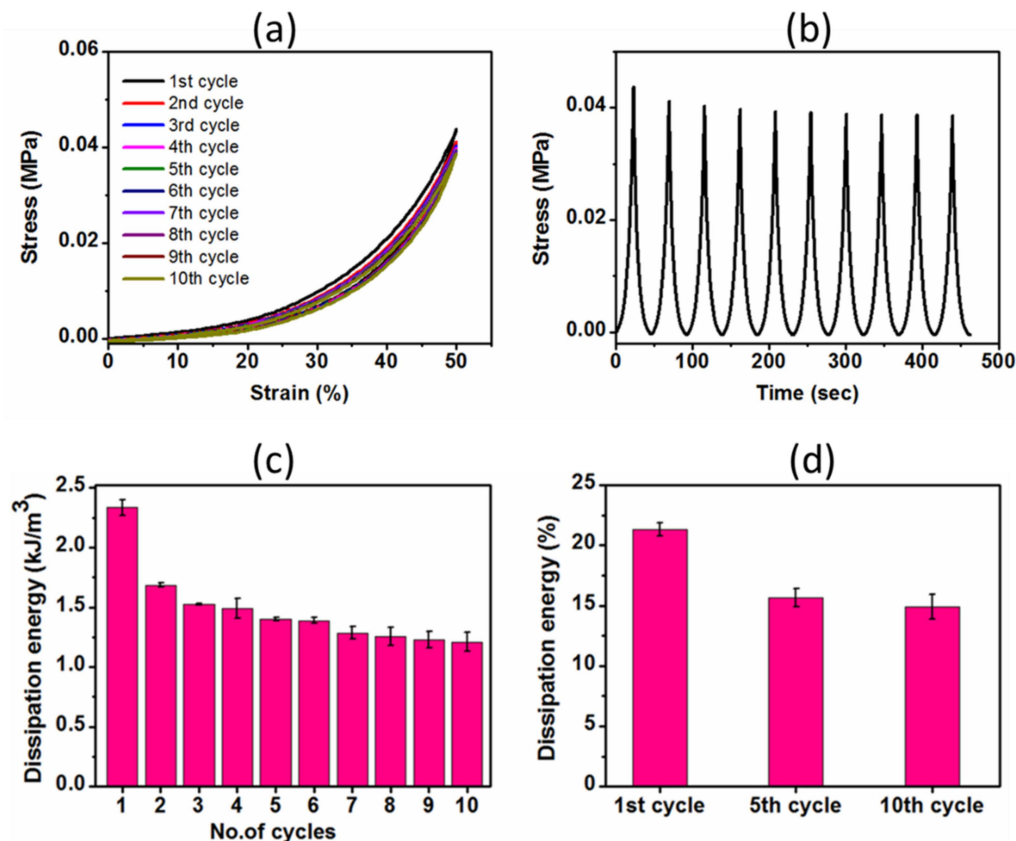 (a)
0.06
0.04
0.02
0.00
Stress (MPa)
1st cycle
2nd cycle
3rd cycle
4th cycle
5th cycle
6th cycle
7th cycle
8th cycle
9th cycle
10th cycle
0 10 20 30 40 50
Strain (%)
(b)
0.04
0.02
0.00
Stress (MPa)
0 100 200 300 400 500
Time (sec)
(c)
2.5
2.0
1.5
1.0
0.5
0.0
Dissipation energy (kJ/m³)
1 2 3 4 5 6 7 8 9 10
No.of cycles
(d)
25
20
15
10
5
0
Dissipation energy (%)
1st cycle 5th cycle 10th cycle